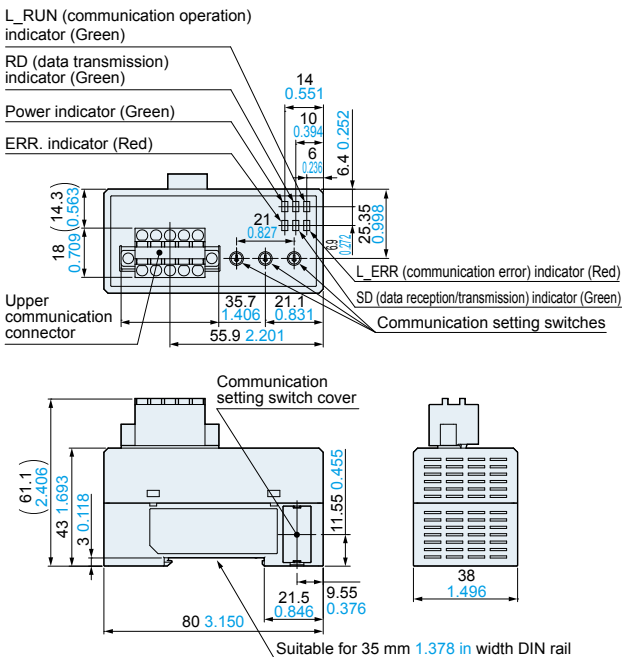 L_RUN (communication operation)
indicator (Green)
RD (data transmission)
indicator (Green)
Power indicator (Green)
ERR. indicator (Red)
14
0.551
10
0.394
6
0.236
6.4 0.252
(14.3)
0.563
18
0.709
21
0.827
6.9
0.272
25.35
0.998
L_ERR (communication error) indicator (Red)
SD (data reception/transmission) indicator (Green)
Communication setting switches
Upper
communication
connector
35.7
1.406
21.1
0.831
55.9 2.201
Communication
setting switch cover
(61.1)
2.406
43 1.693
3 0.118
11.55 0.455
9.55
0.376
21.5
0.846
80 3.150
38
1.496
Suitable for 35 mm 1.378 in width DIN rail